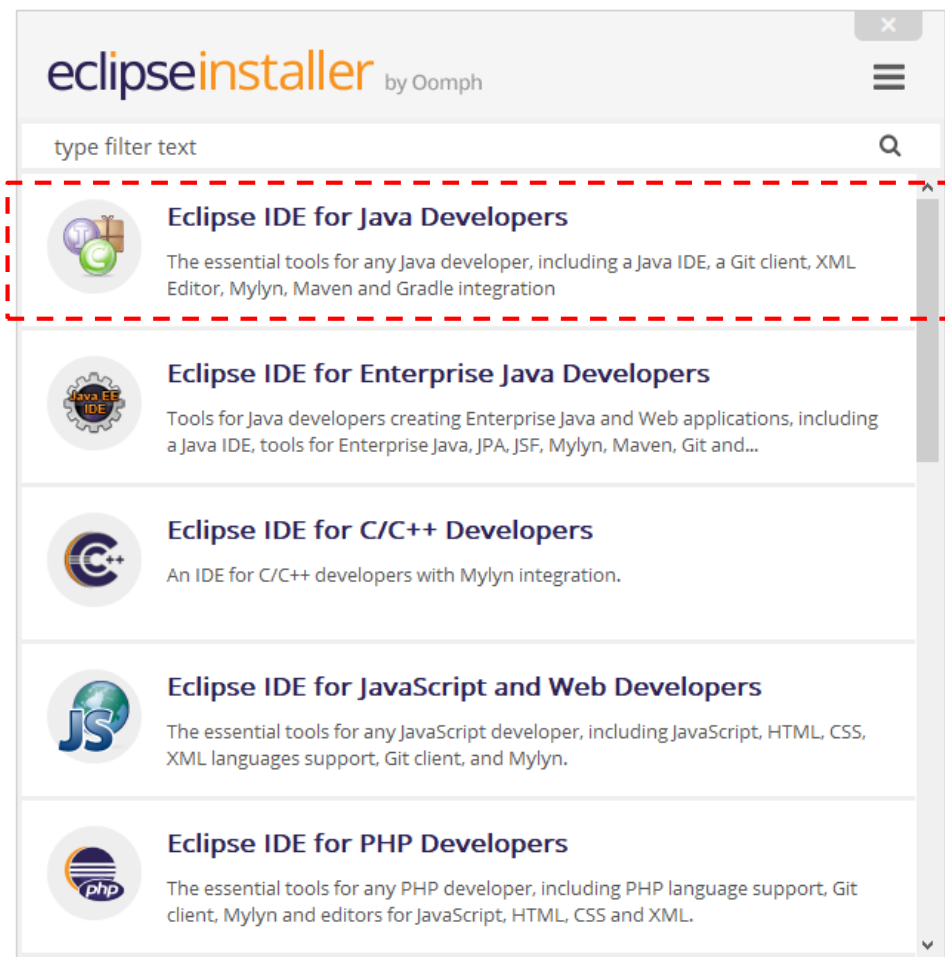 eclipseinstaller by Oomph
type filter text
Eclipse IDE for Java Developers
The essential tools for any Java developer, including a Java IDE, a Git client, XML
Editor, Mylyn, Maven and Gradle integration
Java EE
IDE
Eclipse IDE for Enterprise Java Developers
Tools for Java developers creating Enterprise Java and Web applications, including
a Java IDE, tools for Enterprise Java, JPA, JSF, Mylyn, Maven, Git and...
C++
Eclipse IDE for C/C++ Developers
An IDE for C/C++ developers with Mylyn integration.
JS
Eclipse IDE for JavaScript and Web Developers
The essential tools for any JavaScript developer, including JavaScript, HTML, CSS,
XML languages support, Git client, and Mylyn.
php
Eclipse IDE for PHP Developers
The essential tools for any PHP developer, including PHP language support, Git
client, Mylyn and editors for JavaScript, HTML, CSS and XML.